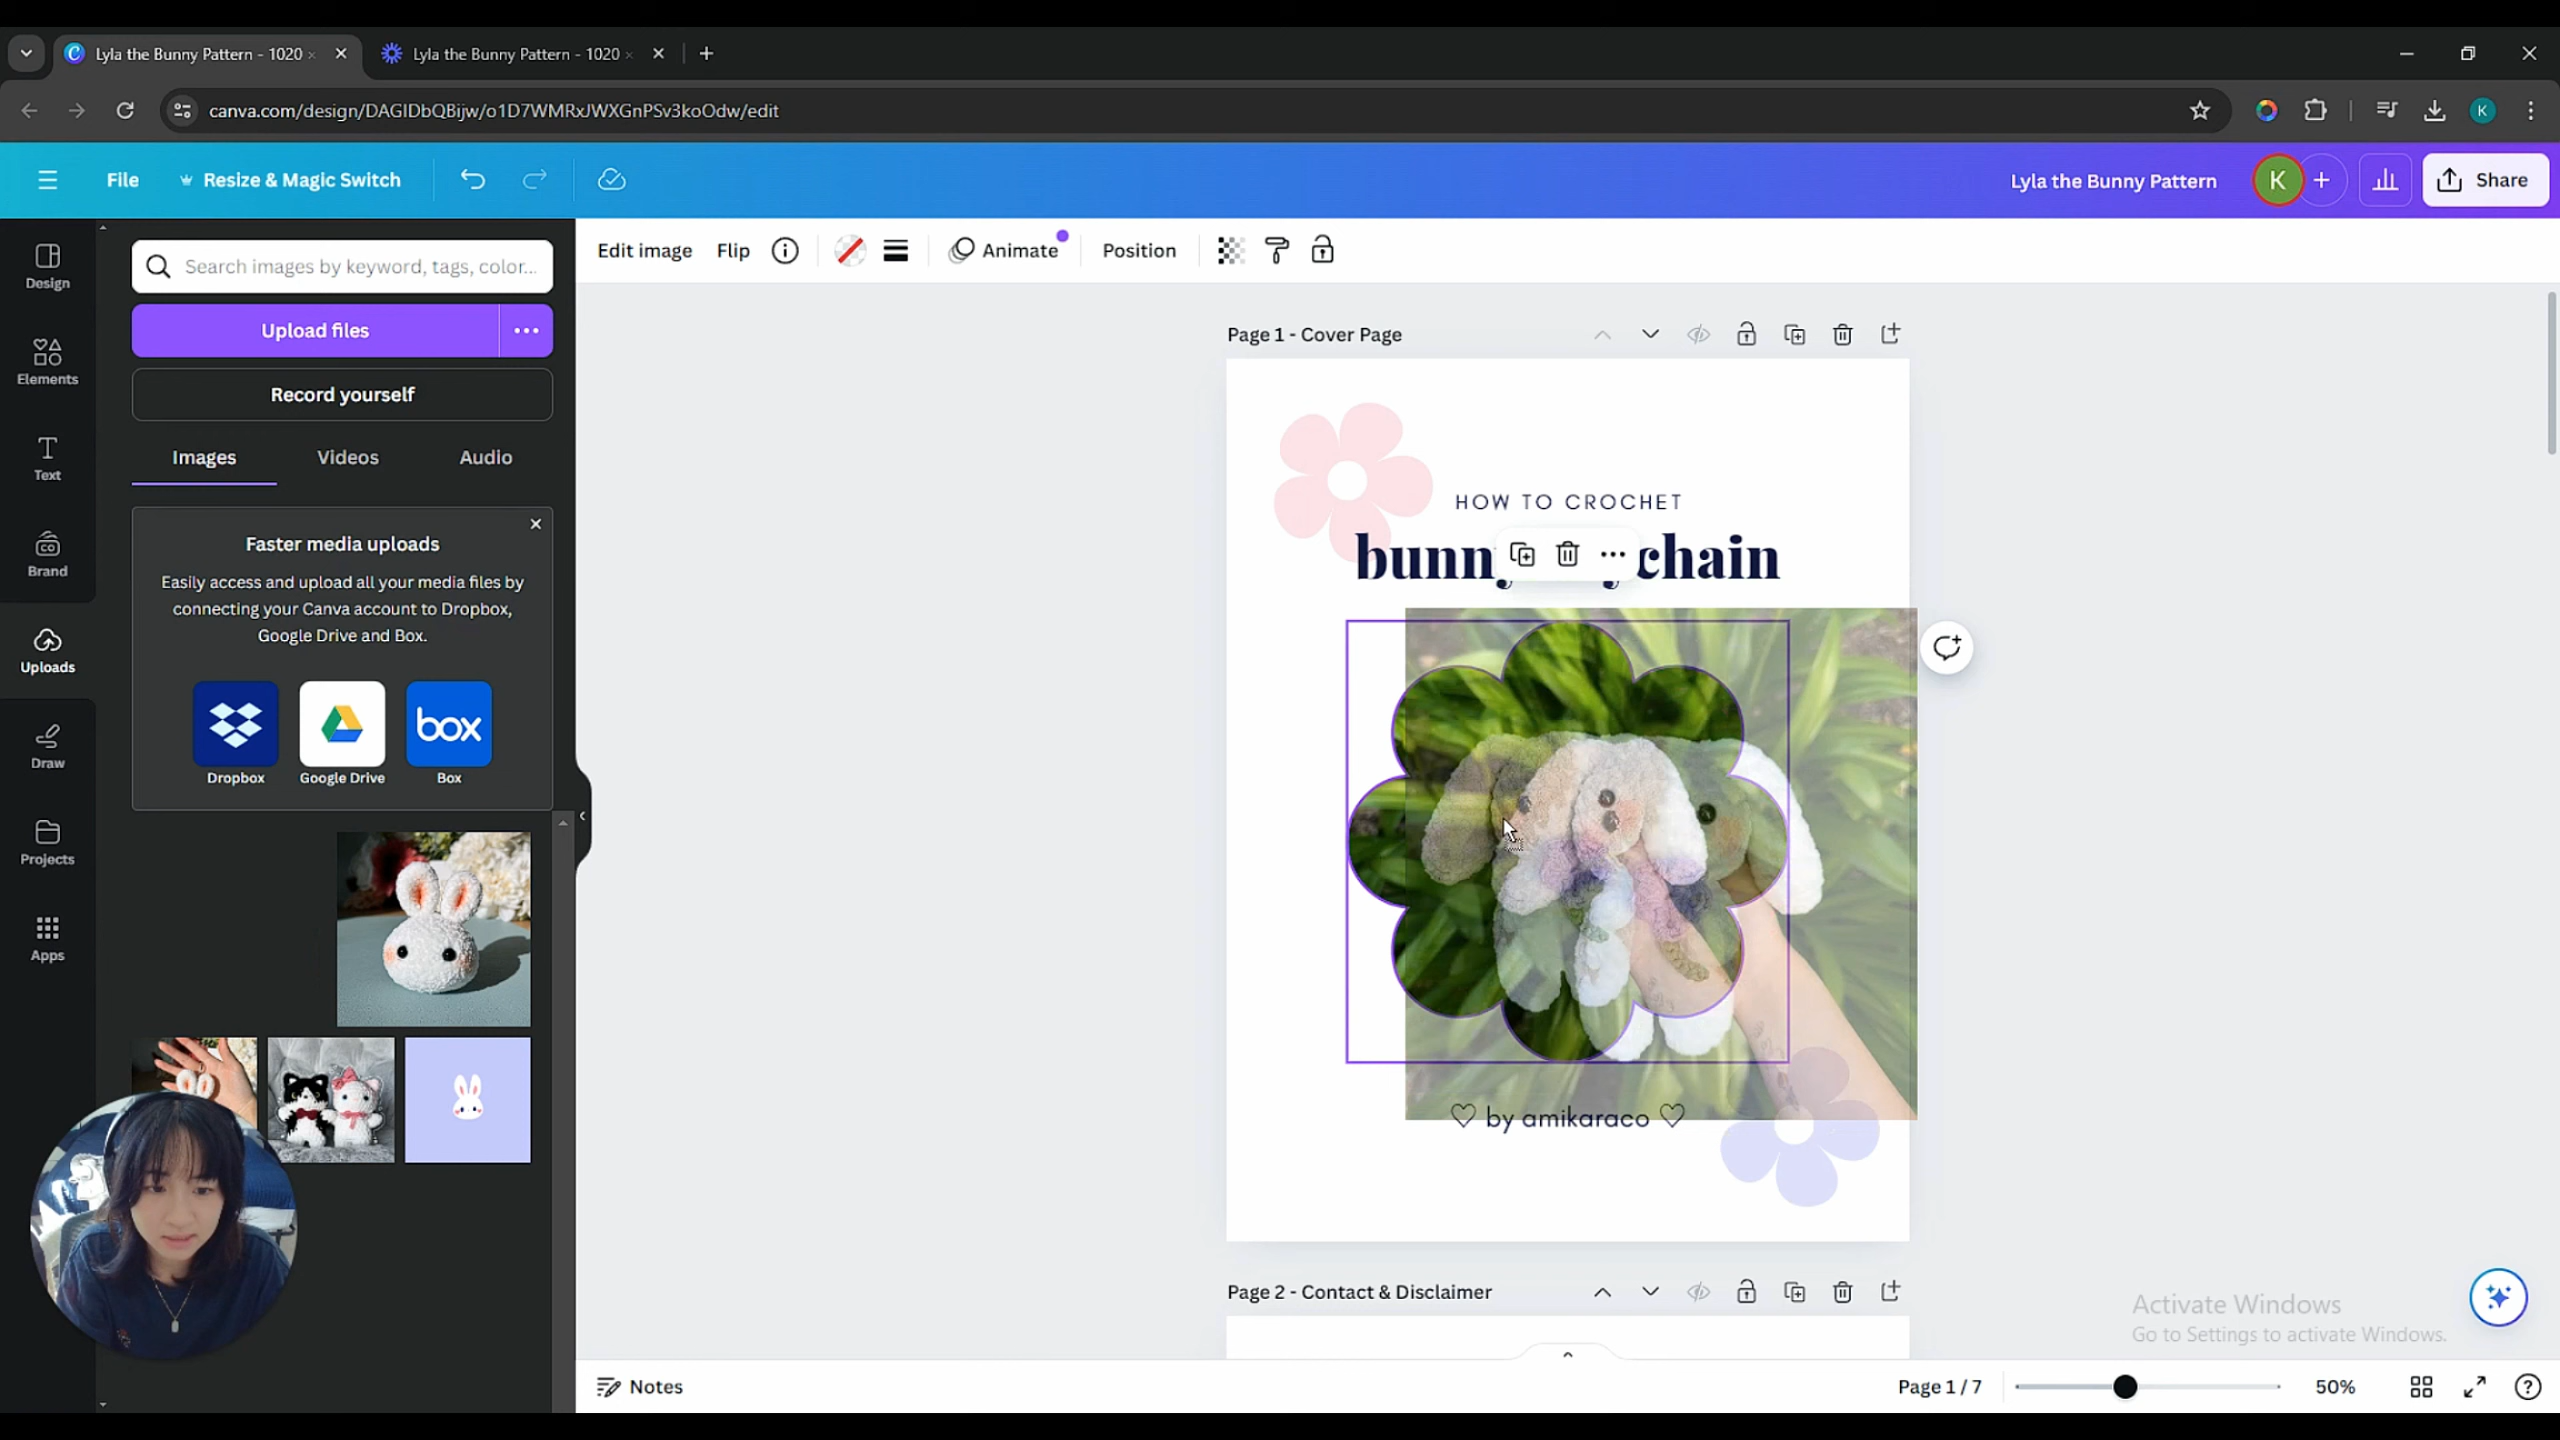 Lyla the Bunny Pattern - 1020
Lyla the Bunny Pattern - 1020
canva.com/design/DAGIDbQBijw/o1D7WMRxJWXGnPSv3koOdw/edit
K
File
Resize & Magic Switch
Lyla the Bunny Pattern
K
Share
Design
Elements
Text
Brand
Uploads
Draw
Projects
Apps
Search images by keyword, tags, color...
Upload files
Record yourself
Images
Videos
Audio
Faster media uploads
Easily access and upload all your media files by
connecting your Canva account to Dropbox,
Google Drive and Box.
box
Dropbox
Google Drive
Box
Edit image
Flip
Animate
Position
Page 1 - Cover Page
HOW TO CROCHET
chain
♡ by amikaraco ♡
Page 2 - Contact & Disclaimer
Activate Windows
Go to Settings to activate Windows.
Notes
Page 1 / 7
50%